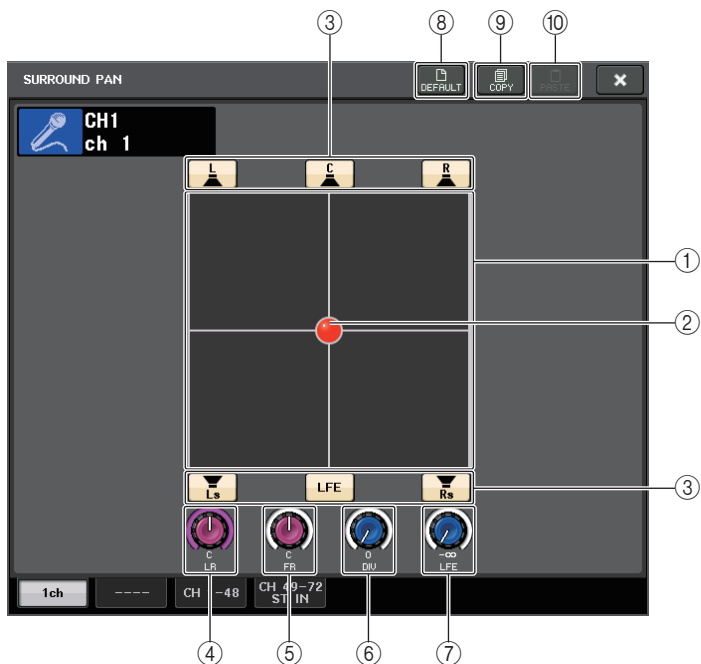 ③ ⑧ ⑨ ⑩
SURROUND PAN
DEFAULT
COPY
PASTE
CH1
ch 1
L C R
①
②
Ls LFE Rs
③
C C 0 -∞
LR FR DIV LFE
1ch ---- CH -48 CH 49-72
ST IN
④ ⑤ ⑥ ⑦